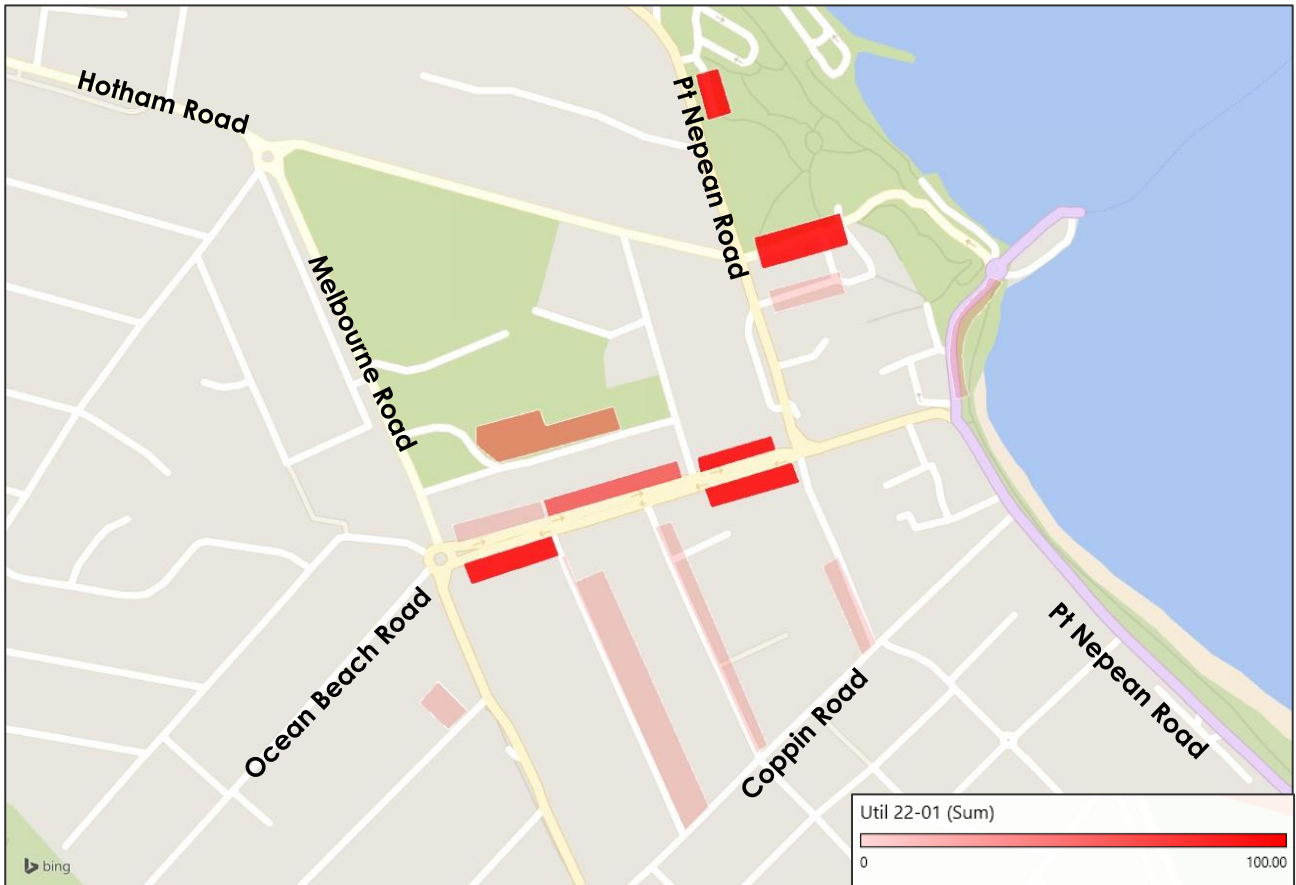 Hotham Road
Pt Nepean Road
Melbourne Road
Ocean Beach Road
Coppin Road
Pt Nepean Road
Util 22-01 (Sum)
0 100.00
bing